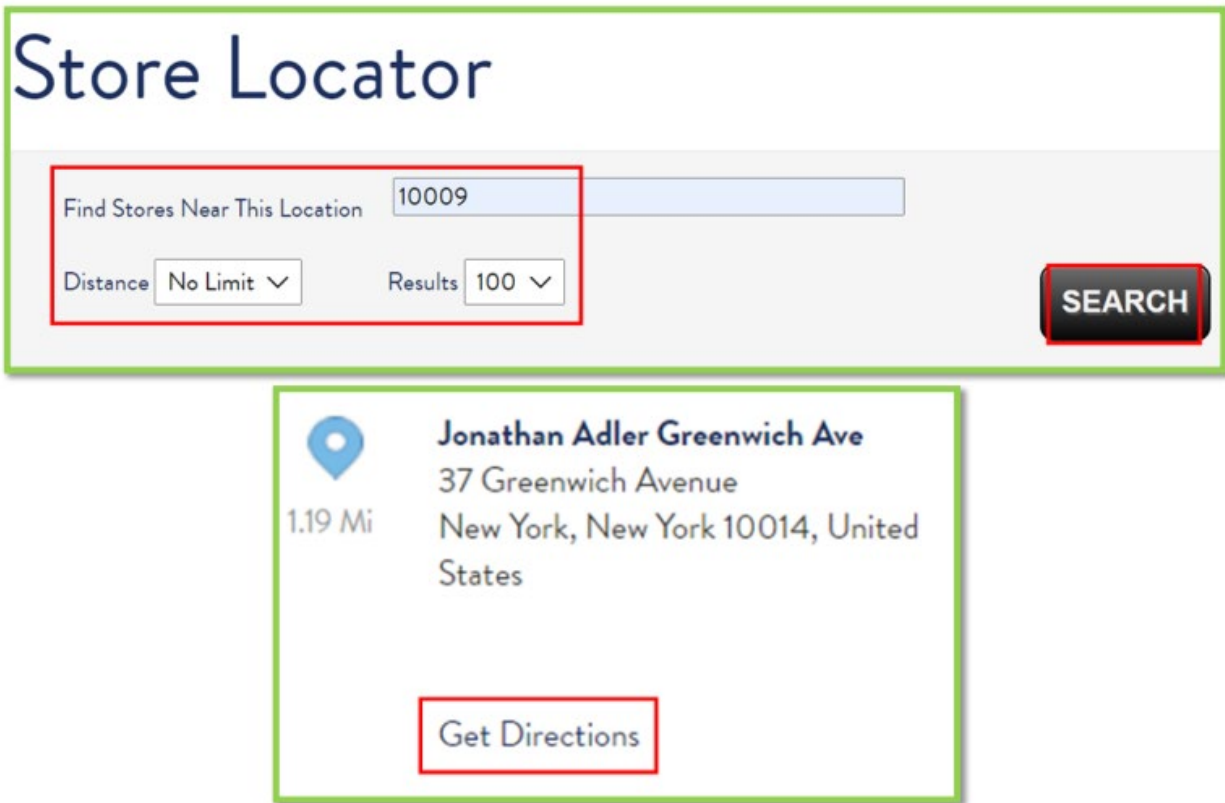 Store Locator
Find Stores Near This Location 10009
Distance No Limit Results 100
SEARCH
Jonathan Adler Greenwich Ave
37 Greenwich Avenue
1.19 Mi
New York, New York 10014, United
States
Get Directions